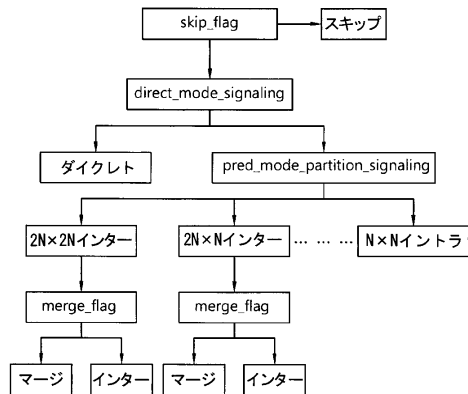 skip_flag
スキップ
direct_mode_signaling
ダイクレト
pred_mode_partition_signaling
2N×2Nインター
2N×Nインター
... ... ...
N×Nイントラ
merge_flag
merge_flag
マージ
インター
マージ
インター